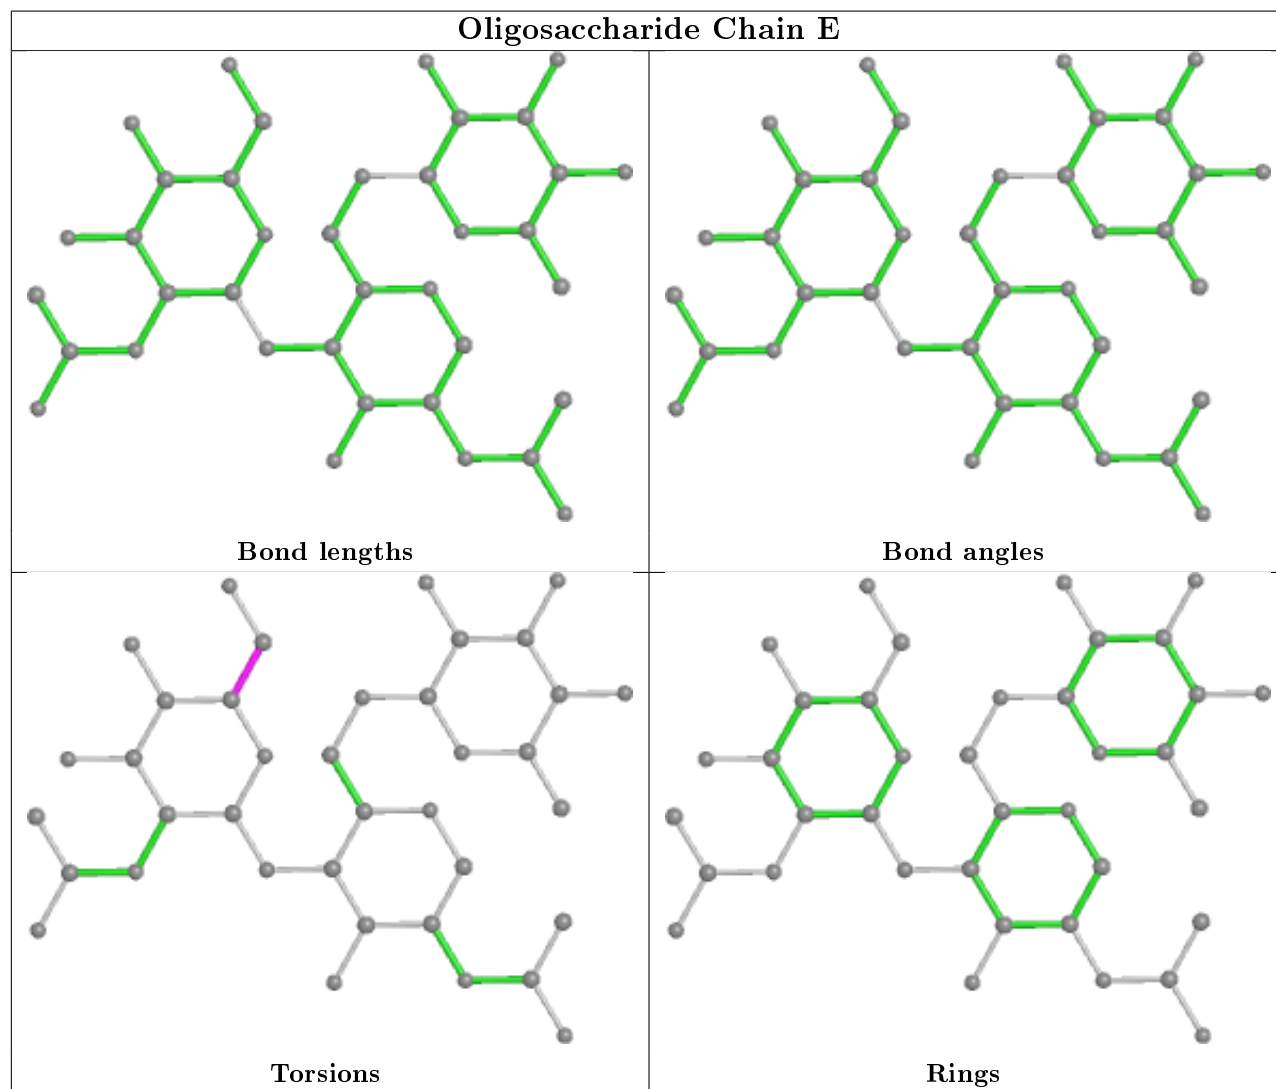 Oligosaccharide Chain E
Bond lengths
Bond angles
Torsions
Rings